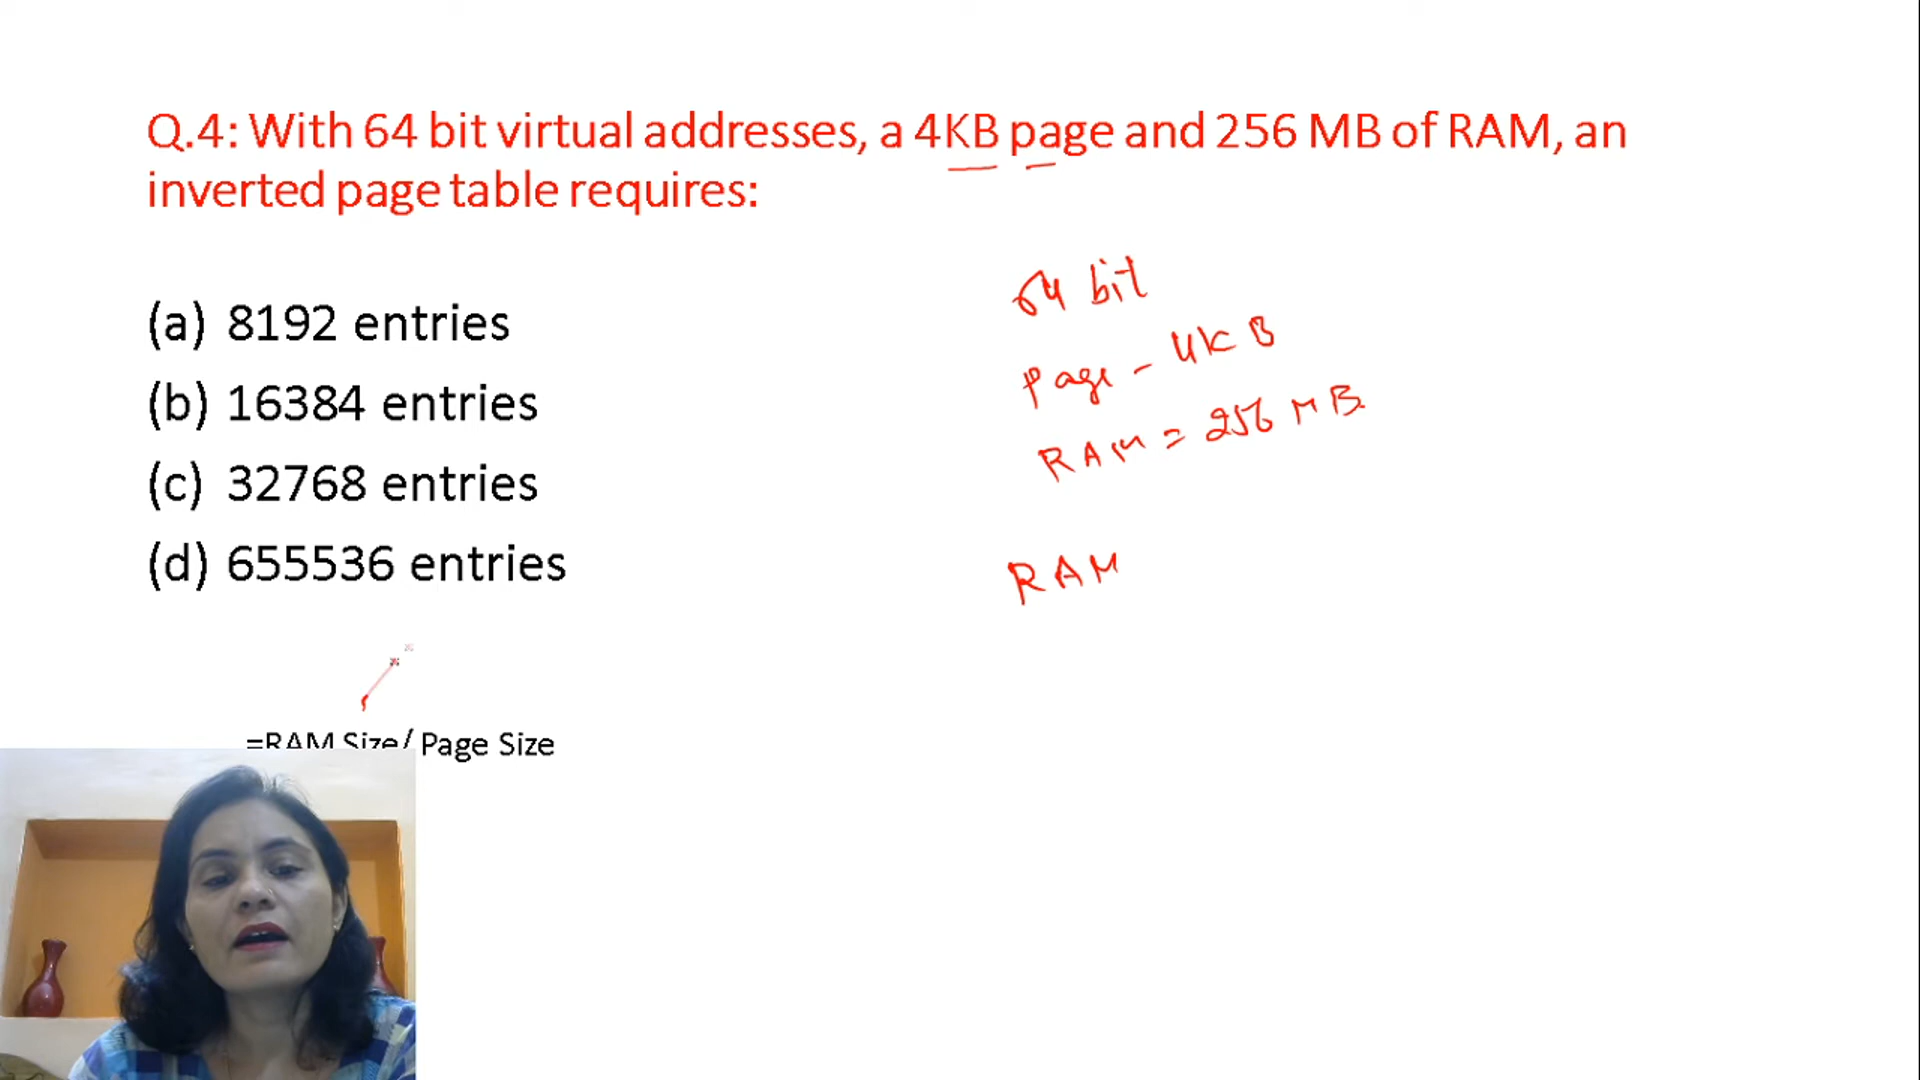 Q.4: With 64 bit virtual addresses, a 4KB page and 256 MB of RAM, an
inverted page table requires:
64 bit
Page - 4K B
RAM = 256 MB.
(a) 8192 entries
(b) 16384 entries
(c) 32768 entries
(d) 655536 entries
RAM
=RAM Size/ Page Size